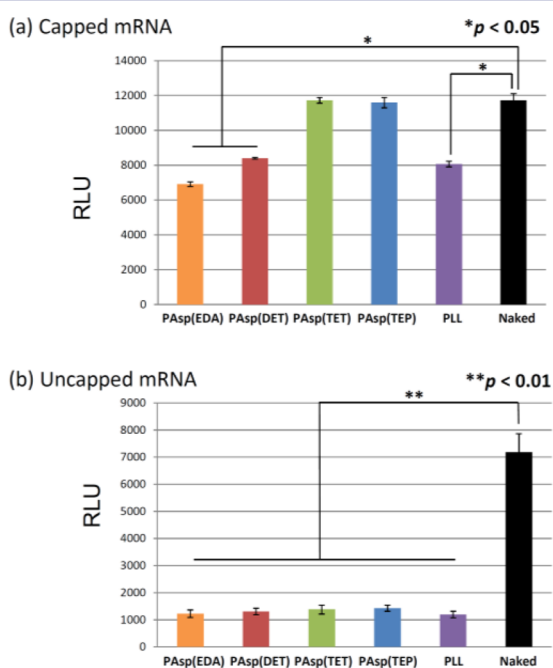 (a) Capped mRNA
*p < 0.05
*
*
14000
12000
10000
8000
6000
4000
2000
0
RLU
PAsp(EDA) PAsp(DET) PAsp(TET) PAsp(TEP) PLL Naked
(b) Uncapped mRNA
**p < 0.01
**
9000
8000
7000
6000
5000
4000
3000
2000
1000
0
RLU
PAsp(EDA) PAsp(DET) PAsp(TET) PAsp(TEP) PLL Naked